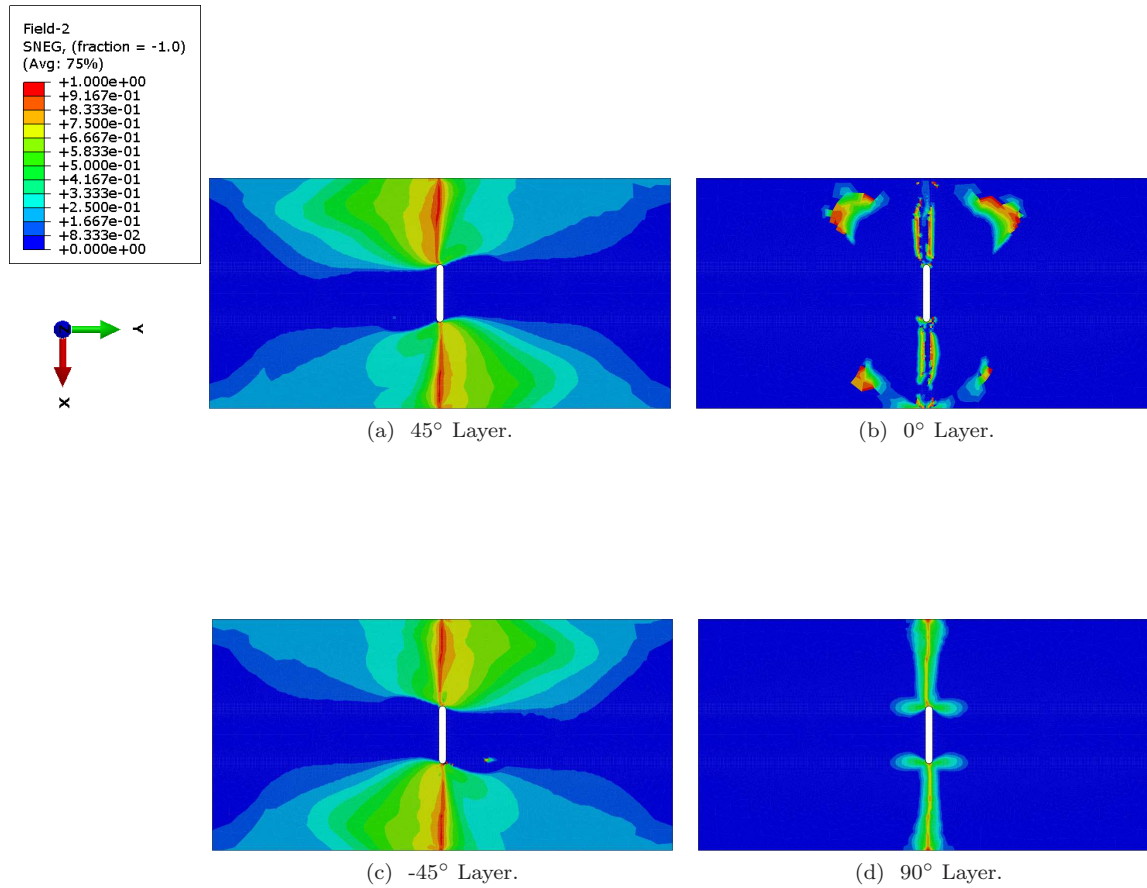 Field-2
SNEG, (fraction = -1.0)
(Avg: 75%)
+1.000e+00
+9.167e-01
+8.333e-01
+7.500e-01
+6.667e-01
+5.833e-01
+5.000e-01
+4.167e-01
+3.333e-01
+2.500e-01
+1.667e-01
+8.333e-02
+0.000e+00
Z
Y
X
(a) 45° Layer.
(b) 0° Layer.
(c) -45° Layer.
(d) 90° Layer.